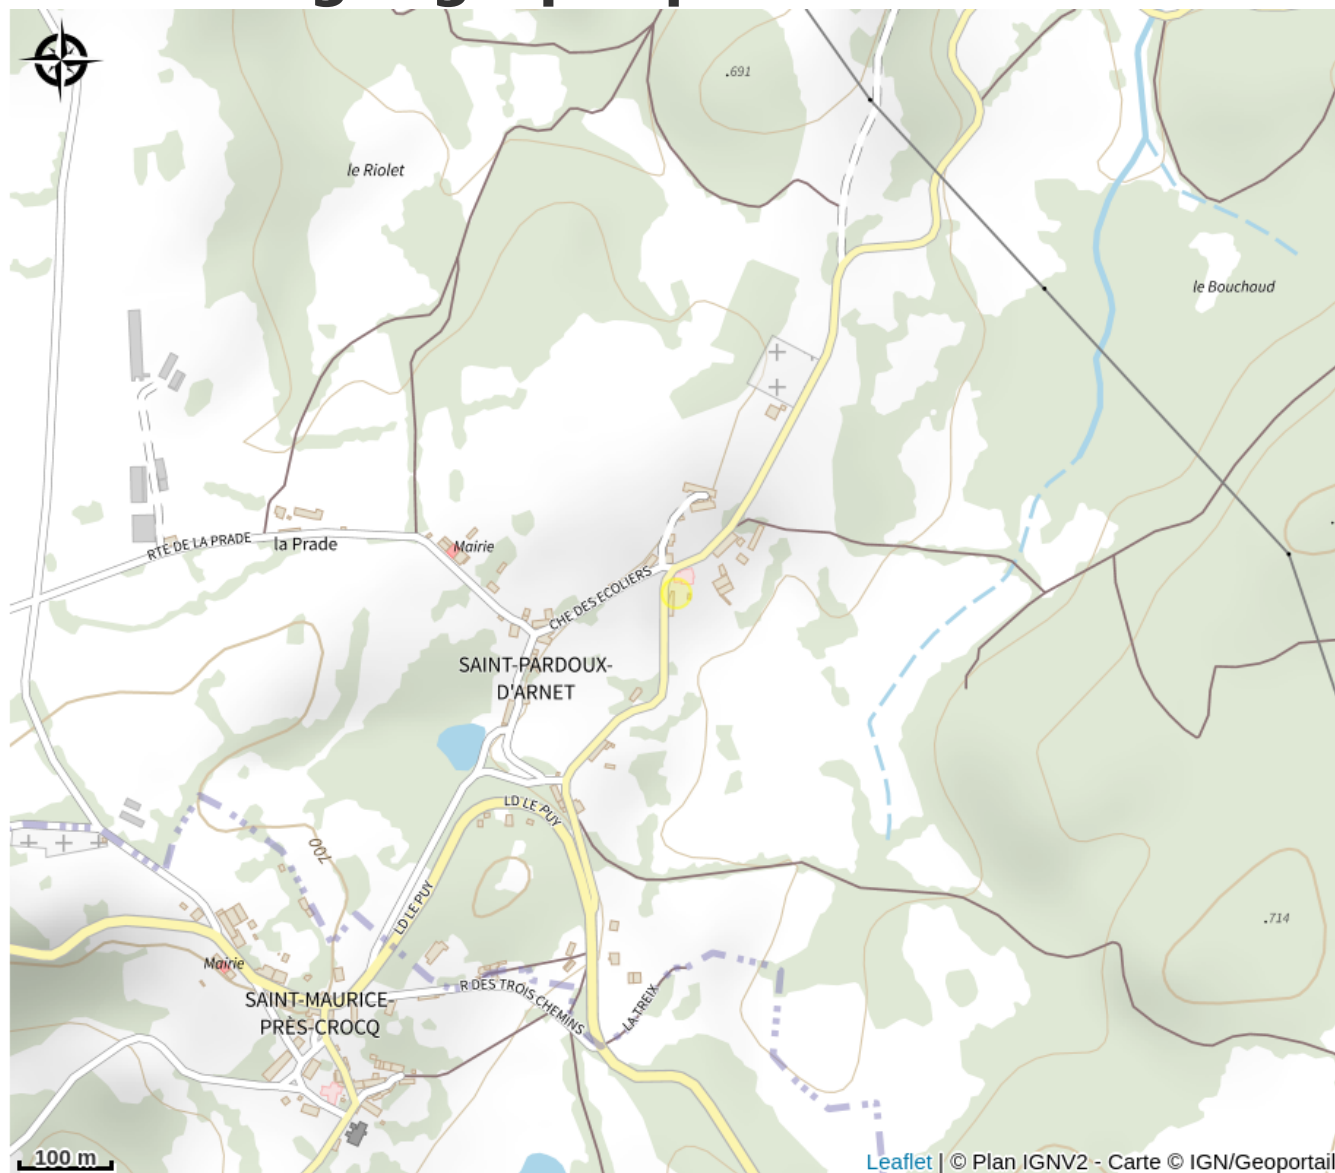 .691
le Riolet
le Bouchaud
RTE DE LA PRADE
la Prade
Mairie
CHE DES ECOLIERS
SAINT-PARDOUX-
D'ARNET
LD LE PUY
700
LD LE PUY
.714
Mairie
R DES TROIS CHEMINS
LA TREIX
SAINT-MAURICE-
PRÈS-CROCQ
100 m
Leaflet | © Plan IGNV2 - Carte © IGN/Geoportail